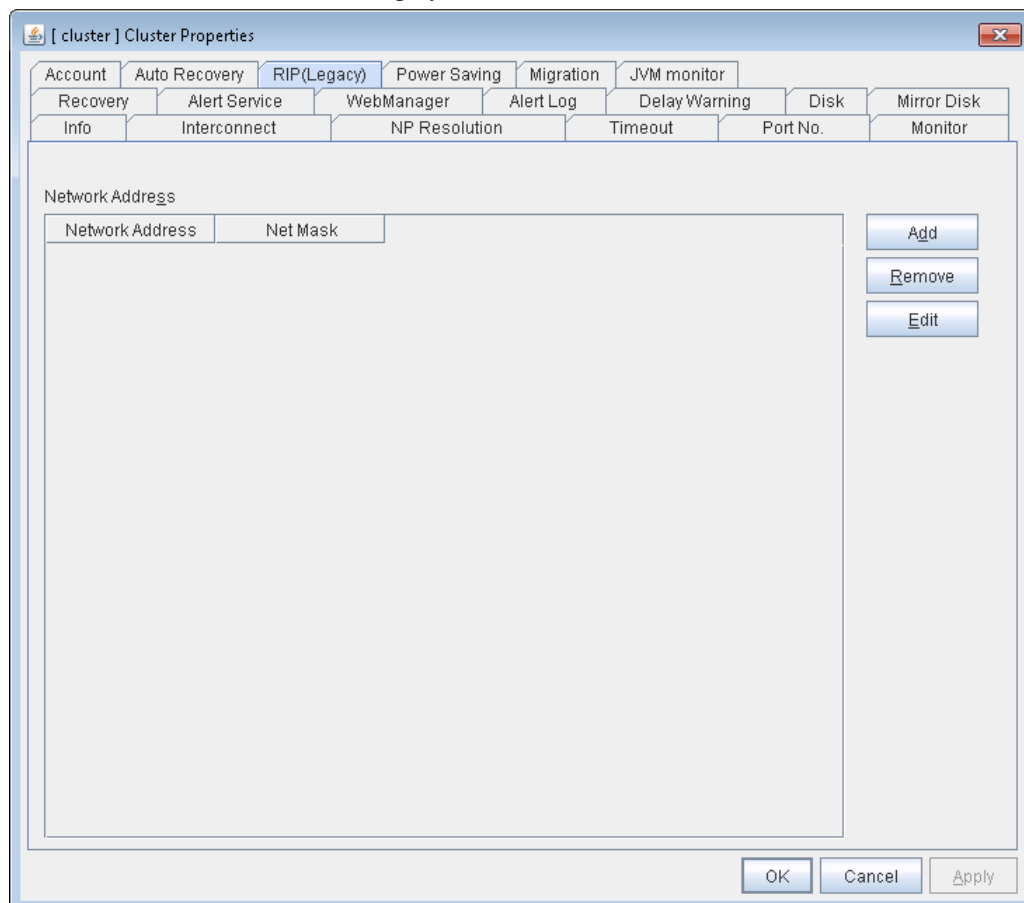 [ cluster ] Cluster Properties
Account Auto Recovery RIP(Legacy) Power Saving Migration JVM monitor
Recovery Alert Service WebManager Alert Log Delay Warning Disk Mirror Disk
Info Interconnect NP Resolution Timeout Port No. Monitor
Network Address
Network Address Net Mask
Add
Remove
Edit
OK Cancel Apply